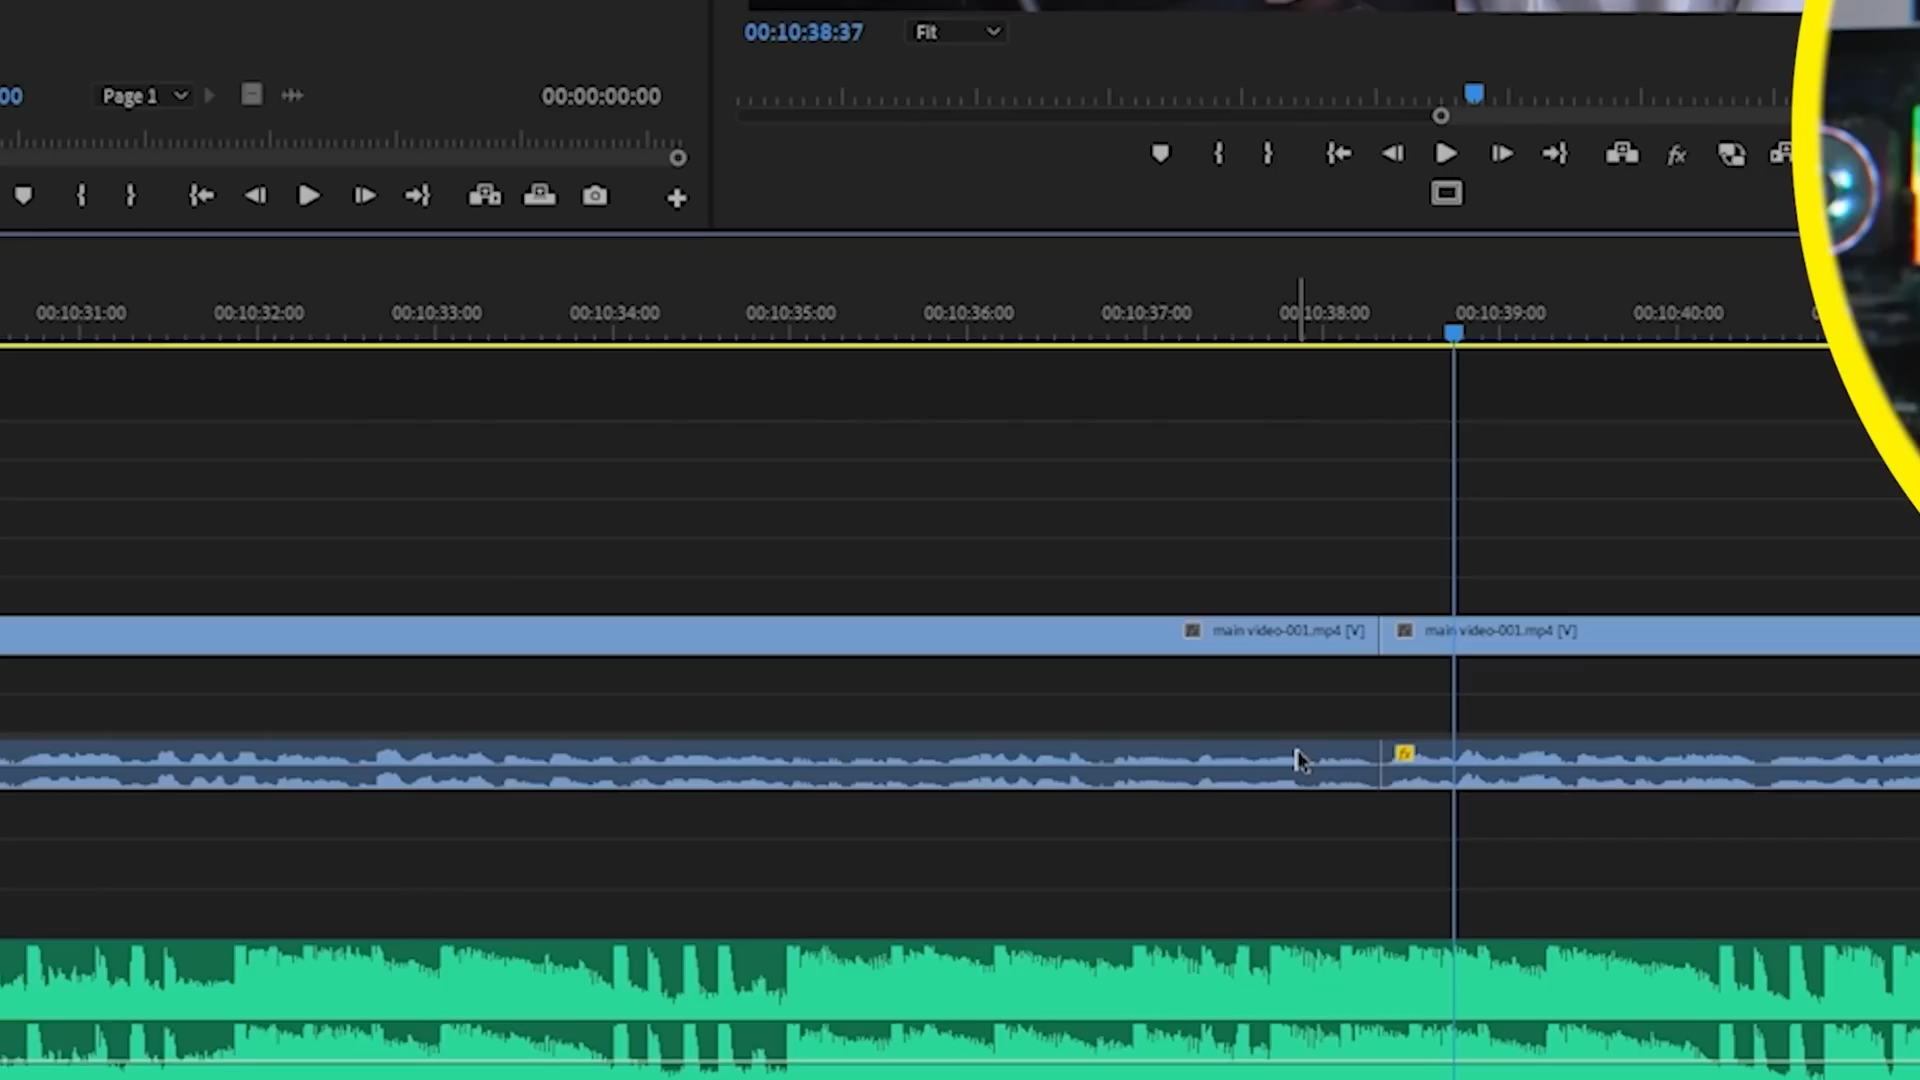 00:10:38:37
Fit
00
Page 1
00:00:00:00
fx
00:10:31:00
00:10:32:00
00:10:33:00
00:10:34:00
00:10:35:00
00:10:36:00
00:10:37:00
00:10:38:00
00:10:39:00
00:10:40:00
main video-001.mp4 [V]
main video-001.mp4 [V]
fx